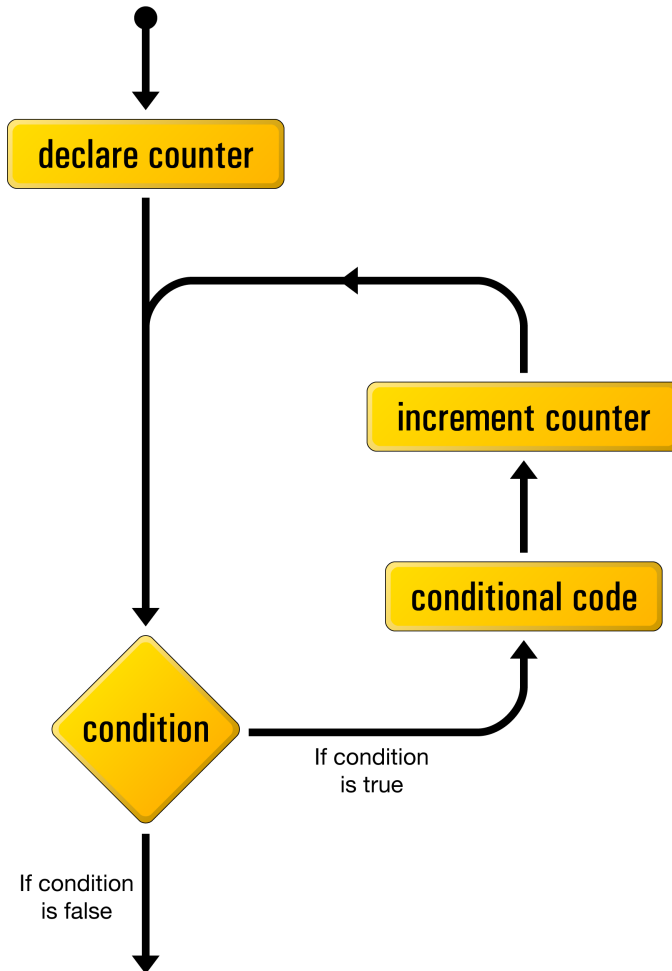 declare counter
increment counter
conditional code
condition
If condition
is true
If condition
is false